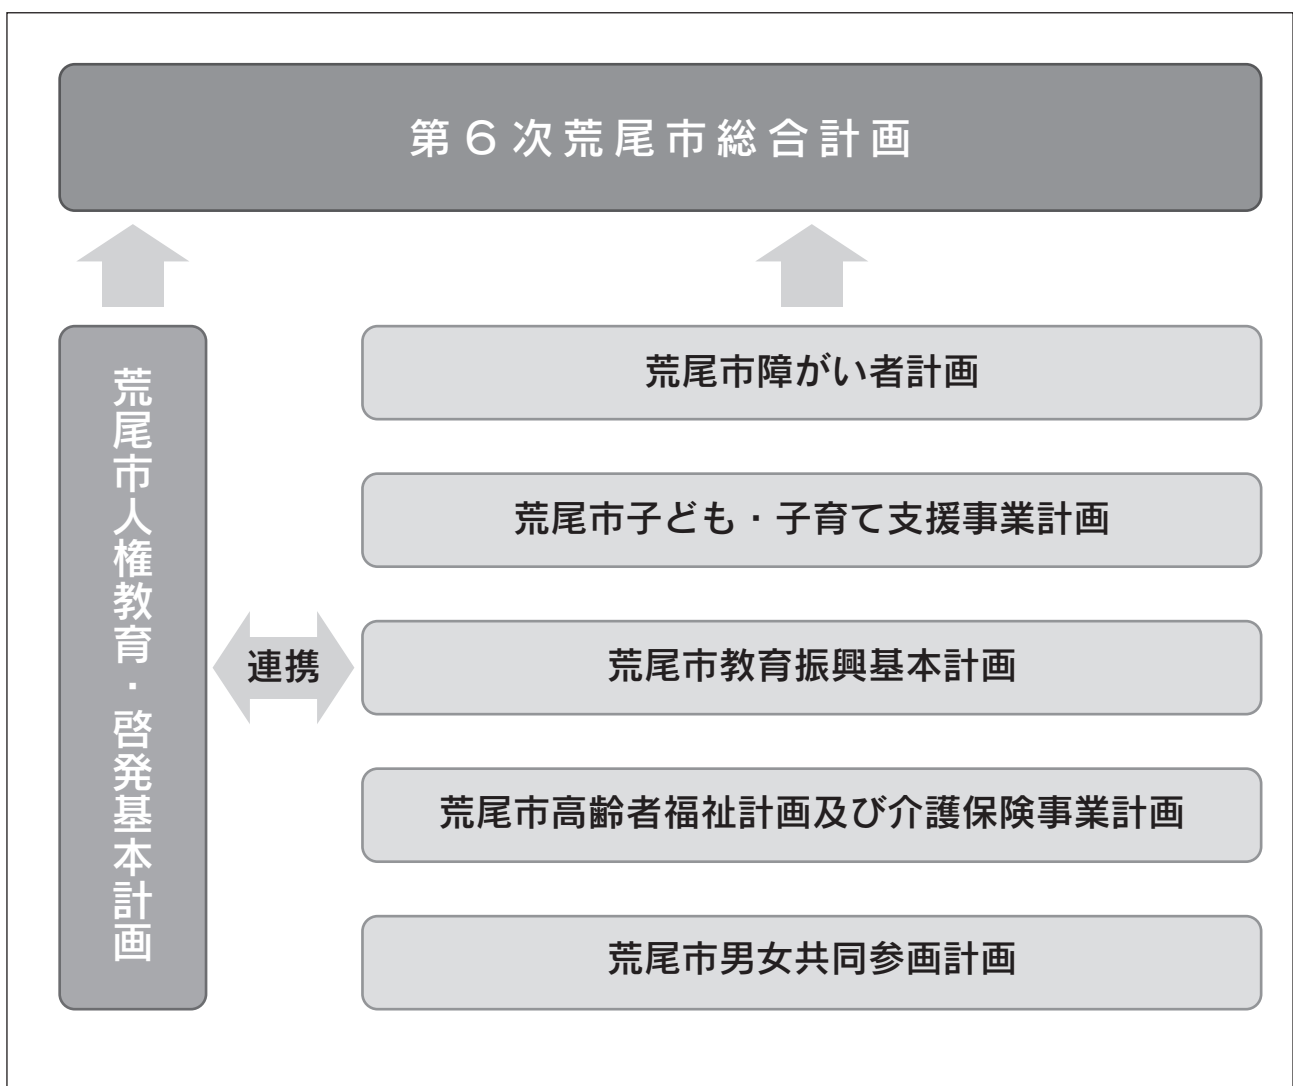 第６次荒尾市総合計画
荒尾市人権教育・啓発基本計画
連携
荒尾市障がい者計画
荒尾市子ども・子育て支援事業計画
荒尾市教育振興基本計画
荒尾市高齢者福祉計画及び介護保険事業計画
荒尾市男女共同参画計画